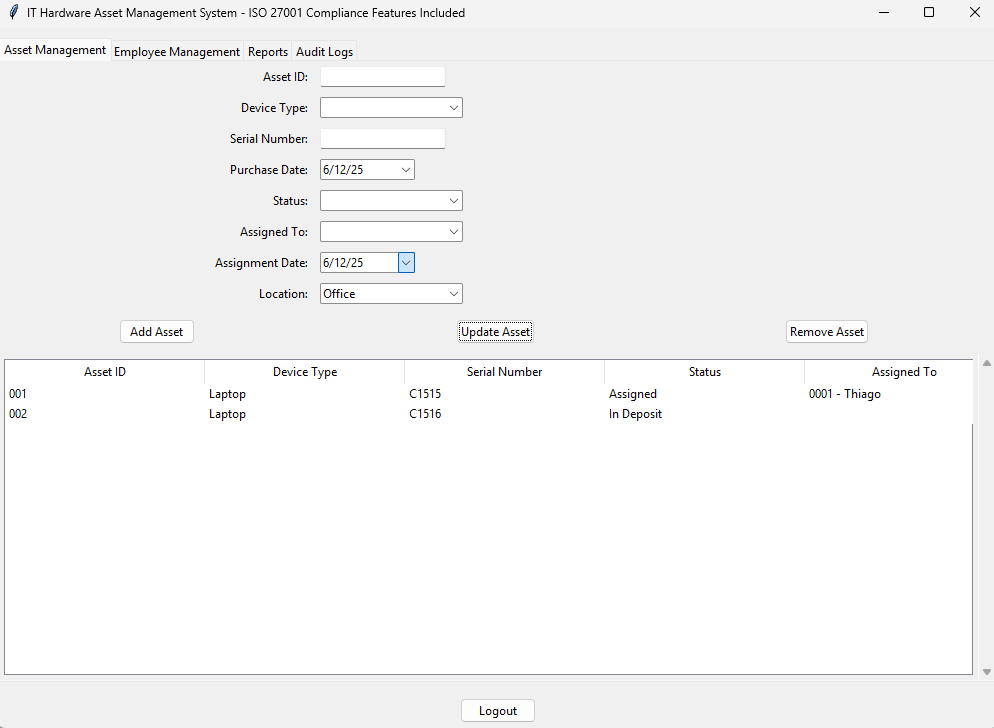 IT Hardware Asset Management System - ISO 27001 Compliance Features Included
Asset Management Employee Management Reports Audit Logs
Asset ID:
Device Type:
Serial Number:
Purchase Date: 6/12/25
Status:
Assigned To:
Assignment Date: 6/12/25
Location: Office
Add Asset Update Asset Remove Asset
Asset ID Device Type Serial Number Status Assigned To
001 Laptop C1515 Assigned 0001 - Thiago
002 Laptop C1516 In Deposit
Logout